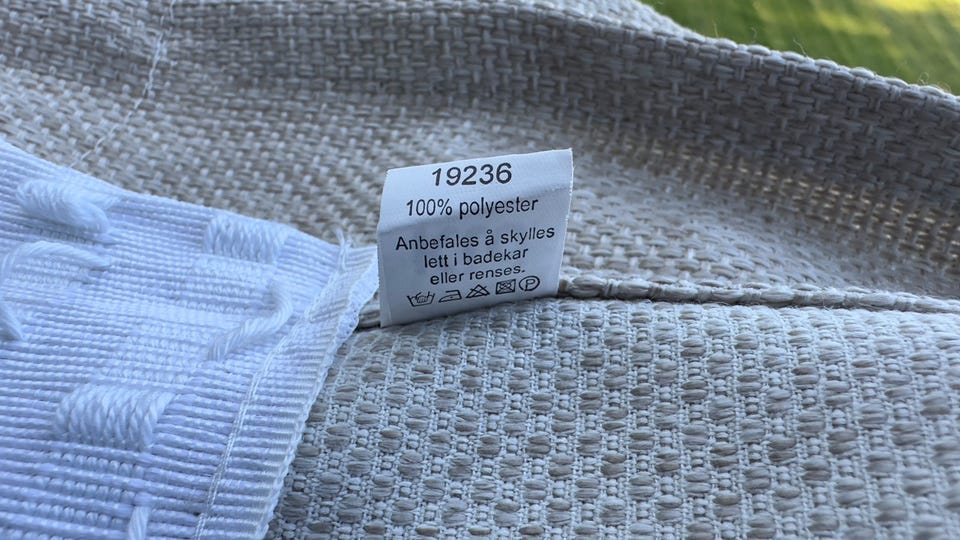 19236
100% polyester
Anbefales å skylles
lett i badekar
eller renses.
P